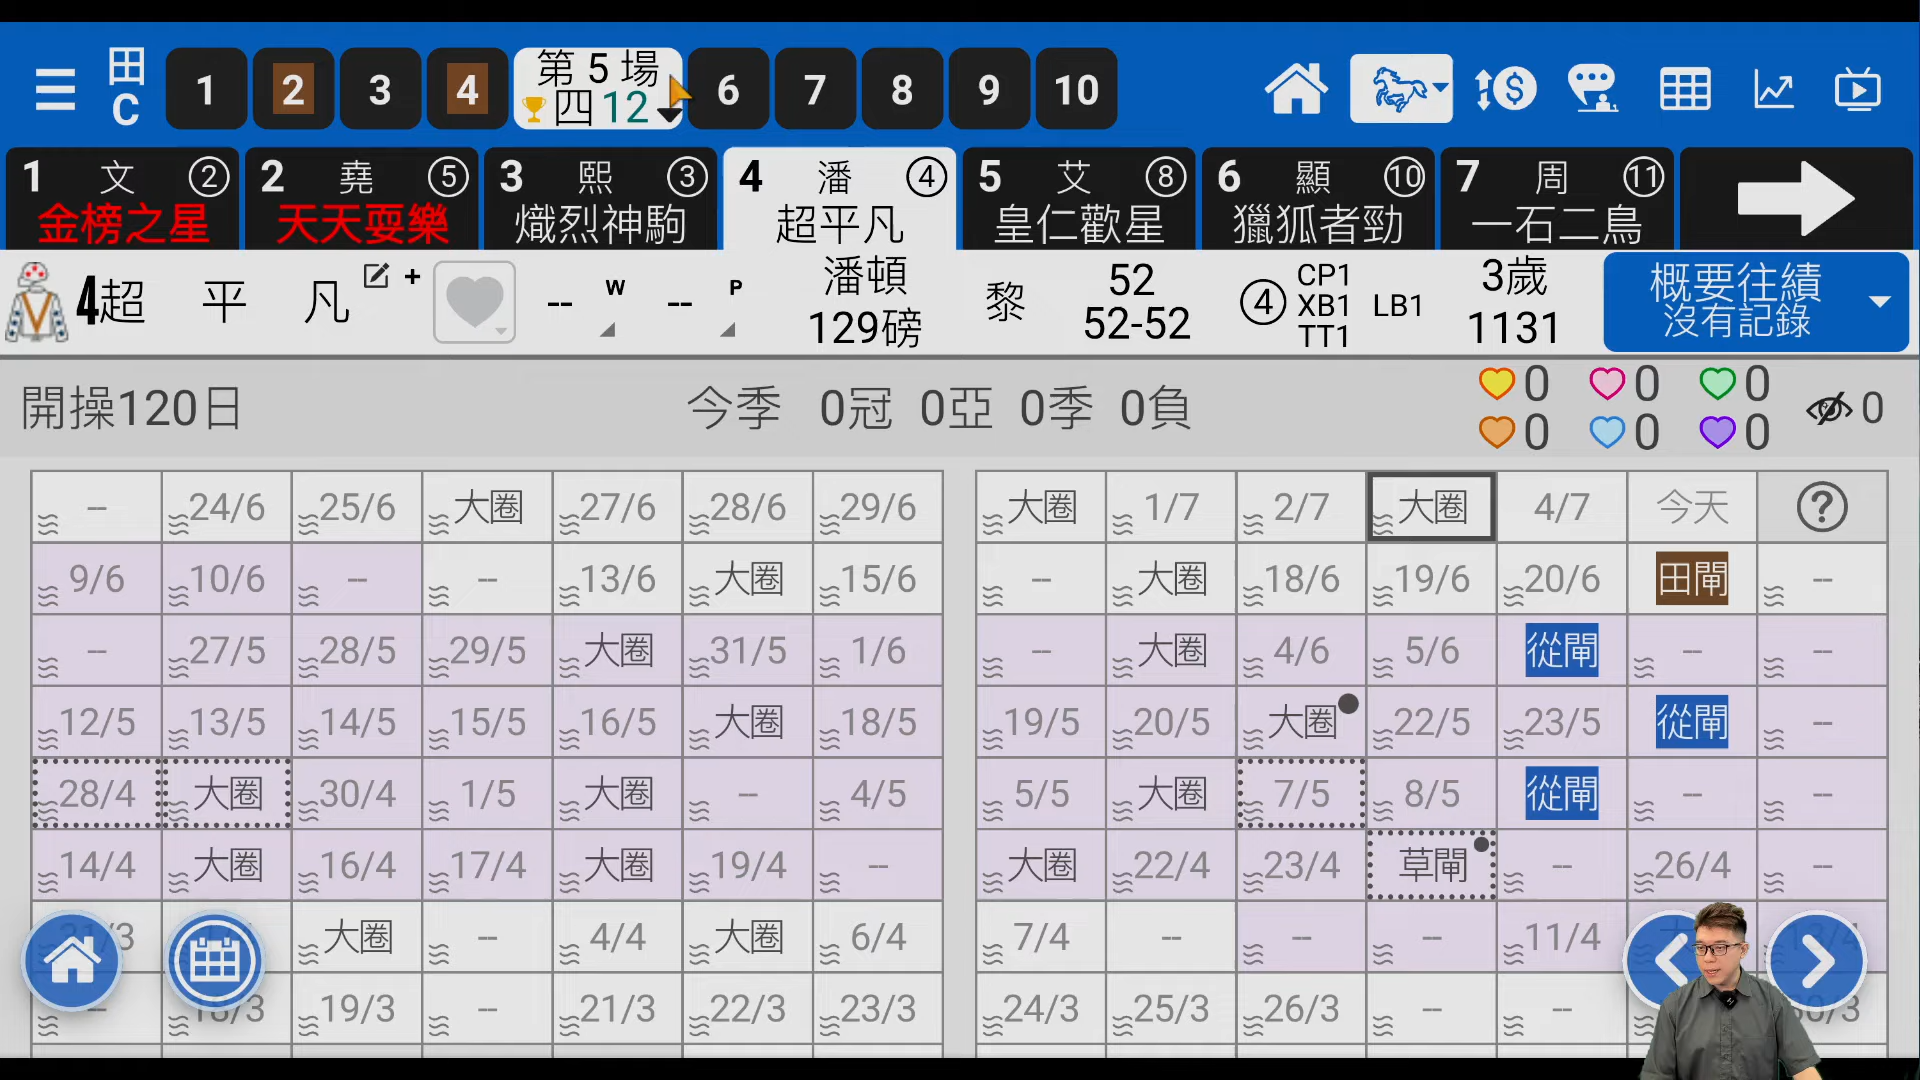 田
C
1
2
3
4
第 5 場
四 12
6
7
8
9
10
1 文 ②
金榜之星
2 堯 ⑤
天天耍樂
3 熙 ③
熾烈神駒
4 潘 ④
超平凡
5 艾 ⑧
皇仁歡星
6 顯 ⑩
獵狐者勁
7 周 ⑪
一石二鳥
4 超 平 凡 +
-- W -- P
潘頓
129磅
黎
52
52-52
④
CP1
XB1 LB1
TT1
3歲
1131
概要往績
沒有記錄
開操120日
今季 0冠 0亞 0季 0負
0 0 0
0 0 0
0
-- 24/6 25/6 大圈 27/6 28/6 29/6 大圈 1/7 2/7 大圈 4/7 今天 ?
9/6 10/6 -- -- 13/6 大圈 15/6 -- 大圈 18/6 19/6 20/6 田閘 --
-- 27/5 28/5 29/5 大圈 31/5 1/6 -- 大圈 4/6 5/6 從閘 -- --
12/5 13/5 14/5 15/5 16/5 大圈 18/5 19/5 20/5 大圈 22/5 23/5 從閘 --
28/4 大圈 30/4 1/5 大圈 -- 4/5 5/5 大圈 7/5 8/5 從閘 -- --
14/4 大圈 16/4 17/4 大圈 19/4 -- 大圈 22/4 23/4 草閘 -- 26/4 --
大圈 -- 4/4 大圈 6/4 7/4 -- -- -- 11/4
-- 18/3 19/3 -- 21/3 22/3 23/3 24/3 25/3 26/3 -- --